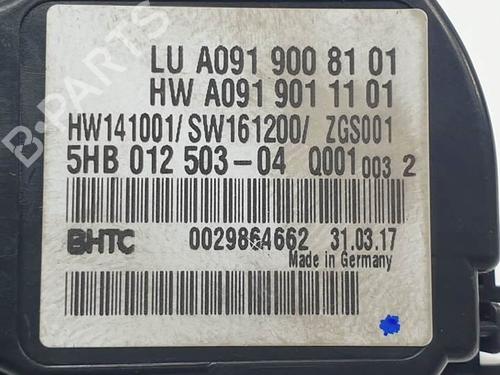 B-PARTS
LU A091 900 81 01
HW A091 901 11 01
HW141001/ SW161200/ ZGS001
5HB 012 503-04 Q001 003 2
BHTC 0029864662 31.03.17
Made in Germany